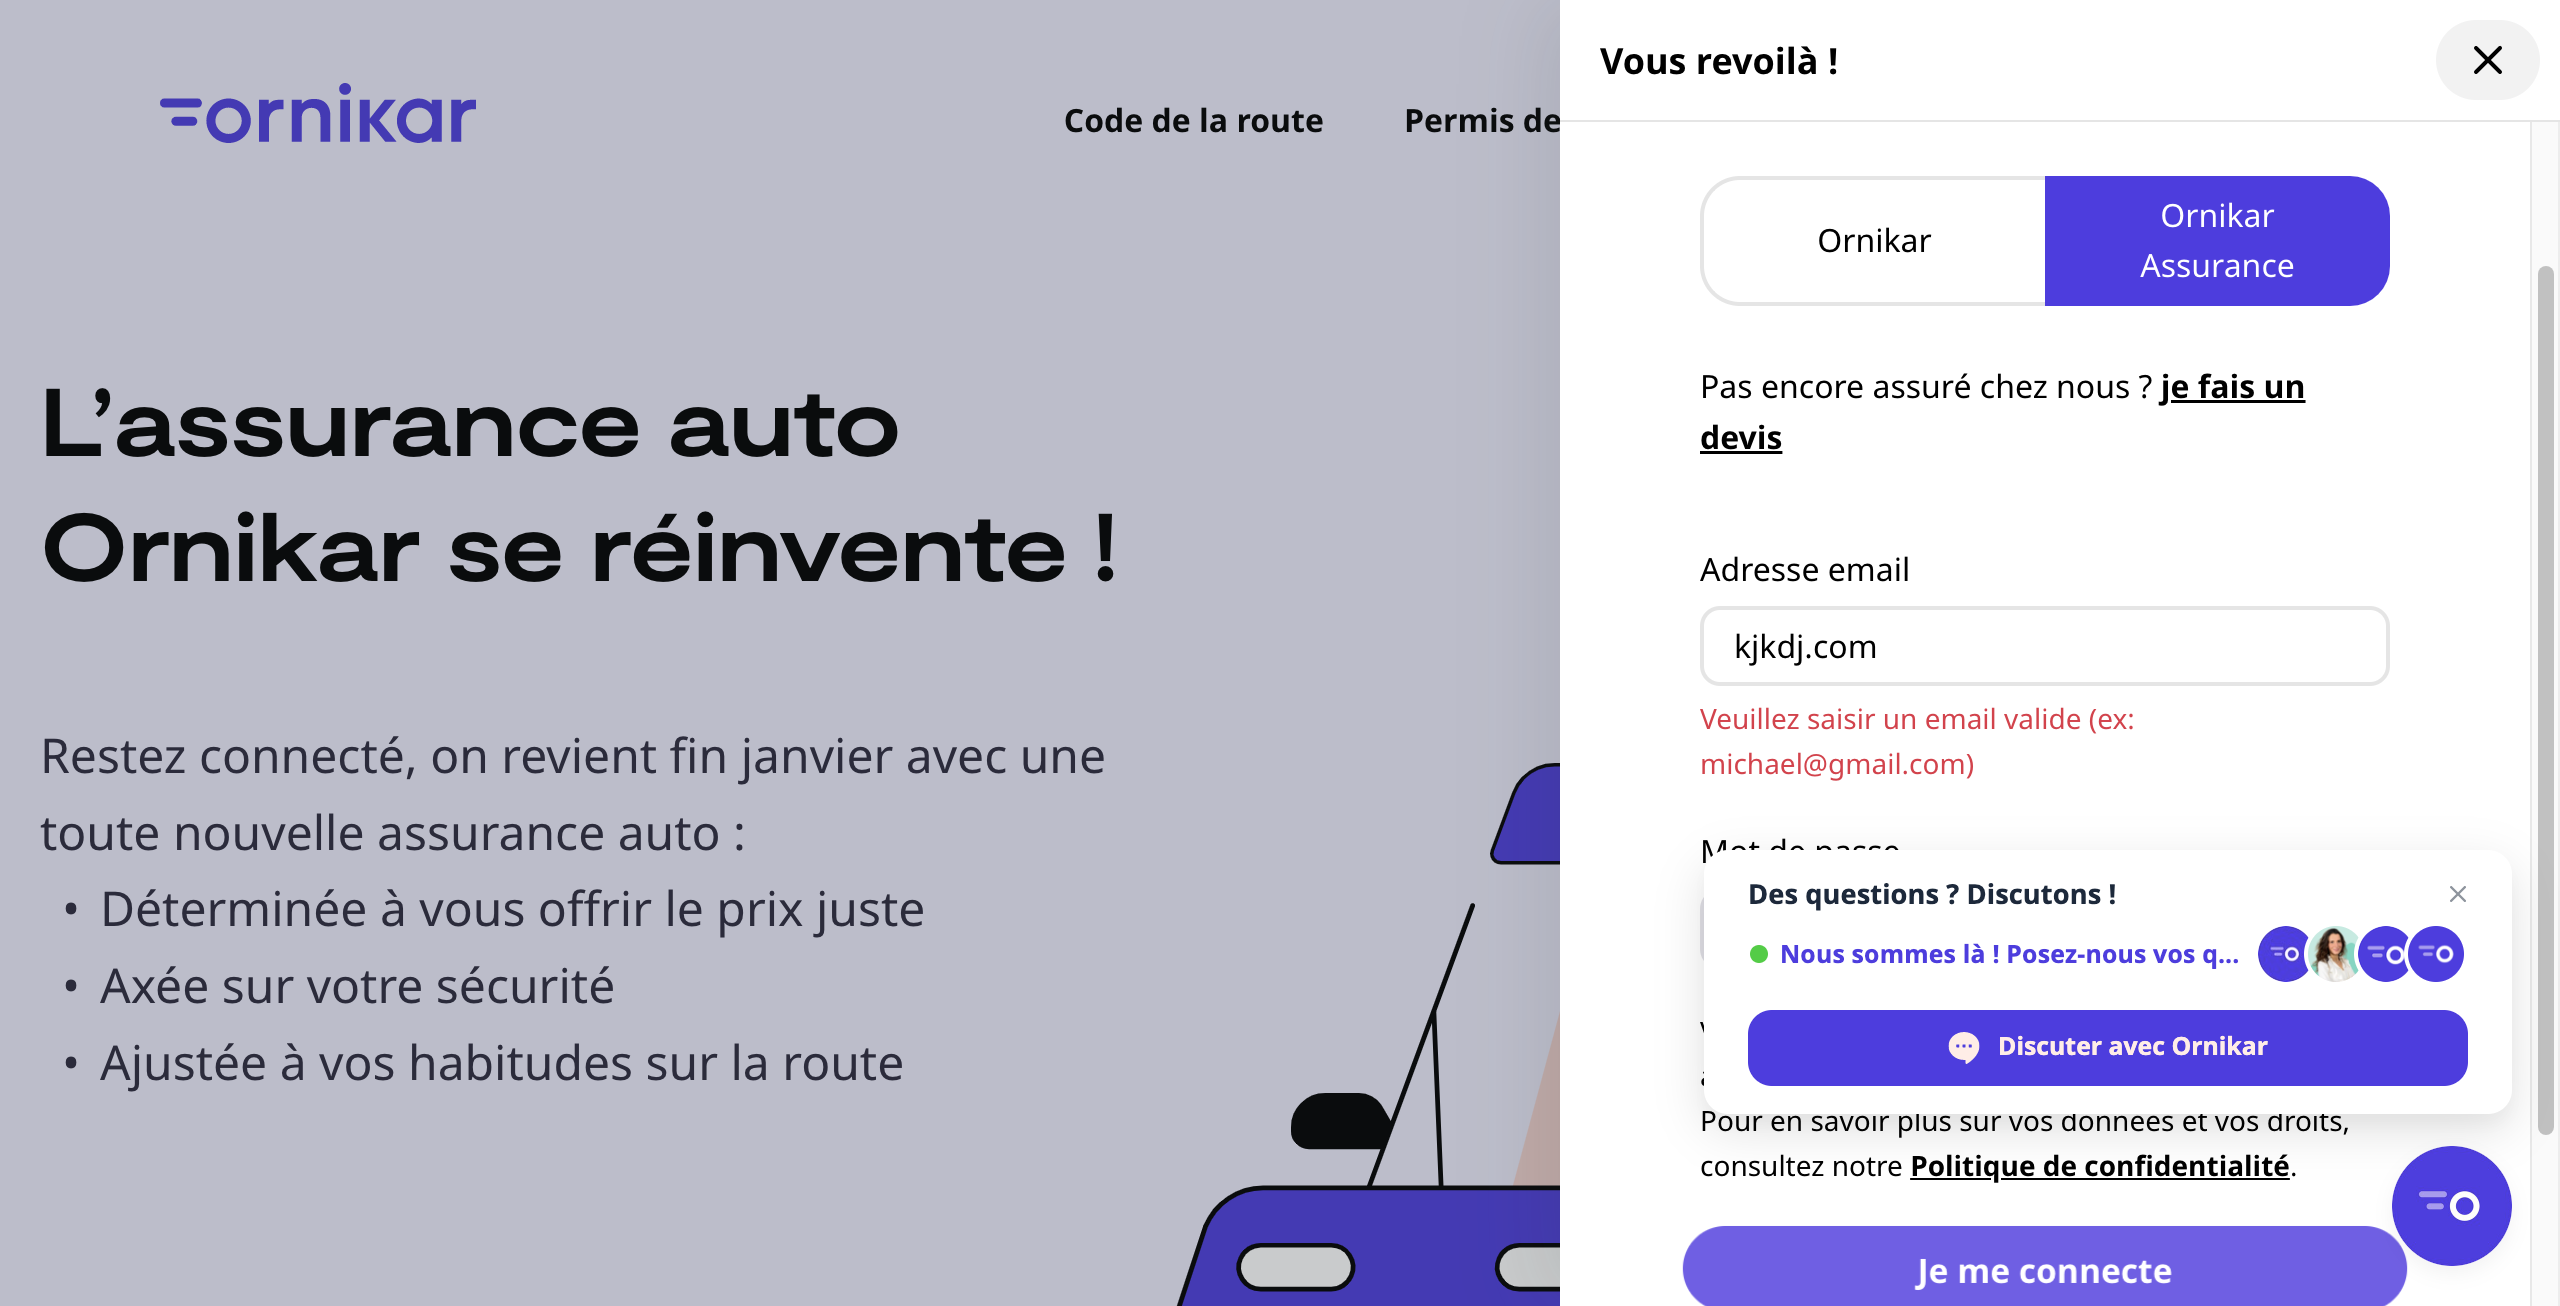 ornikar
Code de la route
Permis de
L’assurance auto
Ornikar se réinvente !
Restez connecté, on revient fin janvier avec une
toute nouvelle assurance auto :
• Déterminée à vous offrir le prix juste
• Axée sur votre sécurité
• Ajustée à vos habitudes sur la route
Vous revoilà !
Ornikar
Ornikar
Assurance
Pas encore assuré chez nous ? je fais un
devis
Adresse email
kjkdj.com
Veuillez saisir un email valide (ex:
michael@gmail.com)
Mot de passe
Des questions ? Discutons !
Nous sommes là ! Posez-nous vos q...
Discuter avec Ornikar
Pour en savoir plus sur vos données et vos droits,
consultez notre Politique de confidentialité.
Je me connecte